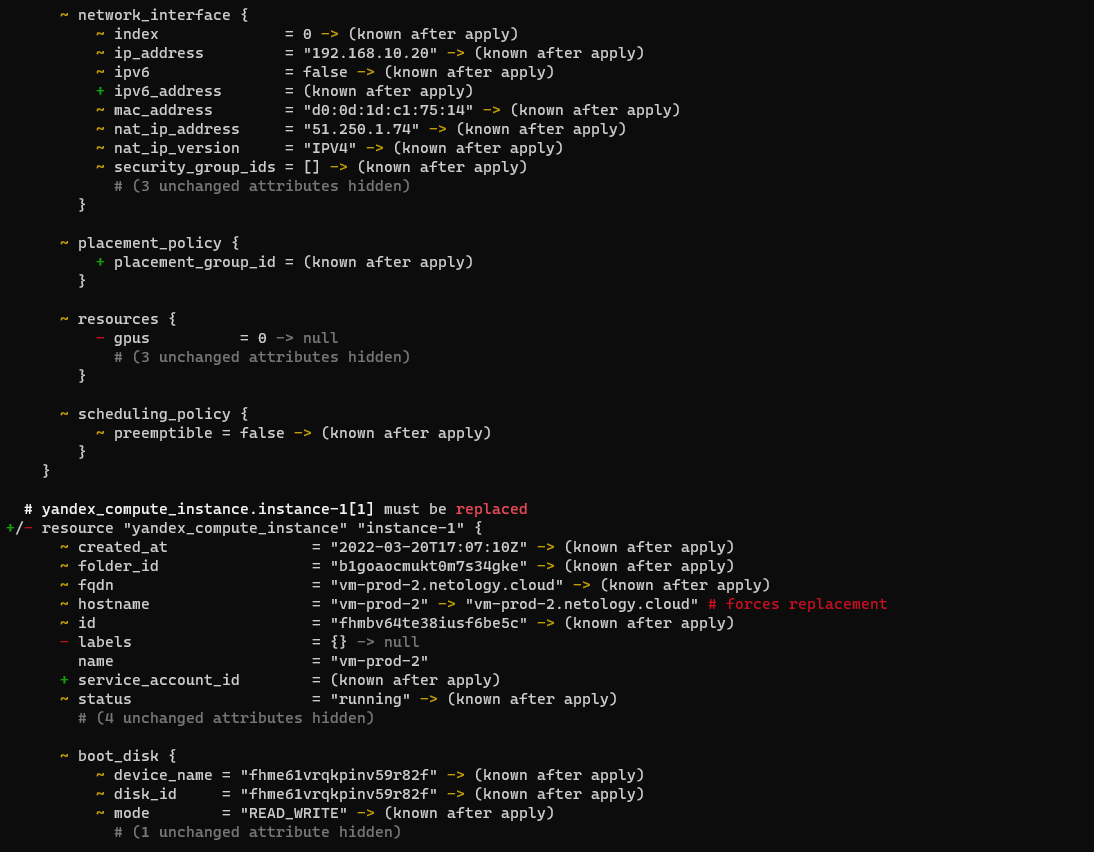 ~ network_interface {
~ index = 0 -> (known after apply)
~ ip_address = "192.168.10.20" -> (known after apply)
~ ipv6 = false -> (known after apply)
+ ipv6_address = (known after apply)
~ mac_address = "d0:0d:1d:c1:75:14" -> (known after apply)
~ nat_ip_address = "51.250.1.74" -> (known after apply)
~ nat_ip_version = "IPV4" -> (known after apply)
~ security_group_ids = [] -> (known after apply)
# (3 unchanged attributes hidden)
}
~ placement_policy {
+ placement_group_id = (known after apply)
}
~ resources {
- gpus = 0 -> null
# (3 unchanged attributes hidden)
}
~ scheduling_policy {
~ preemptible = false -> (known after apply)
}
}
# yandex_compute_instance.instance-1[1] must be replaced
+/- resource "yandex_compute_instance" "instance-1" {
~ created_at = "2022-03-20T17:07:10Z" -> (known after apply)
~ folder_id = "b1goaocmukt0m7s34gke" -> (known after apply)
~ fqdn = "vm-prod-2.netology.cloud" -> (known after apply)
~ hostname = "vm-prod-2" -> "vm-prod-2.netology.cloud" # forces replacement
~ id = "fhmbv64te38iusf6be5c" -> (known after apply)
- labels = {} -> null
name = "vm-prod-2"
+ service_account_id = (known after apply)
~ status = "running" -> (known after apply)
# (4 unchanged attributes hidden)
~ boot_disk {
~ device_name = "fhme61vrqkpinv59r82f" -> (known after apply)
~ disk_id = "fhme61vrqkpinv59r82f" -> (known after apply)
~ mode = "READ_WRITE" -> (known after apply)
# (1 unchanged attribute hidden)